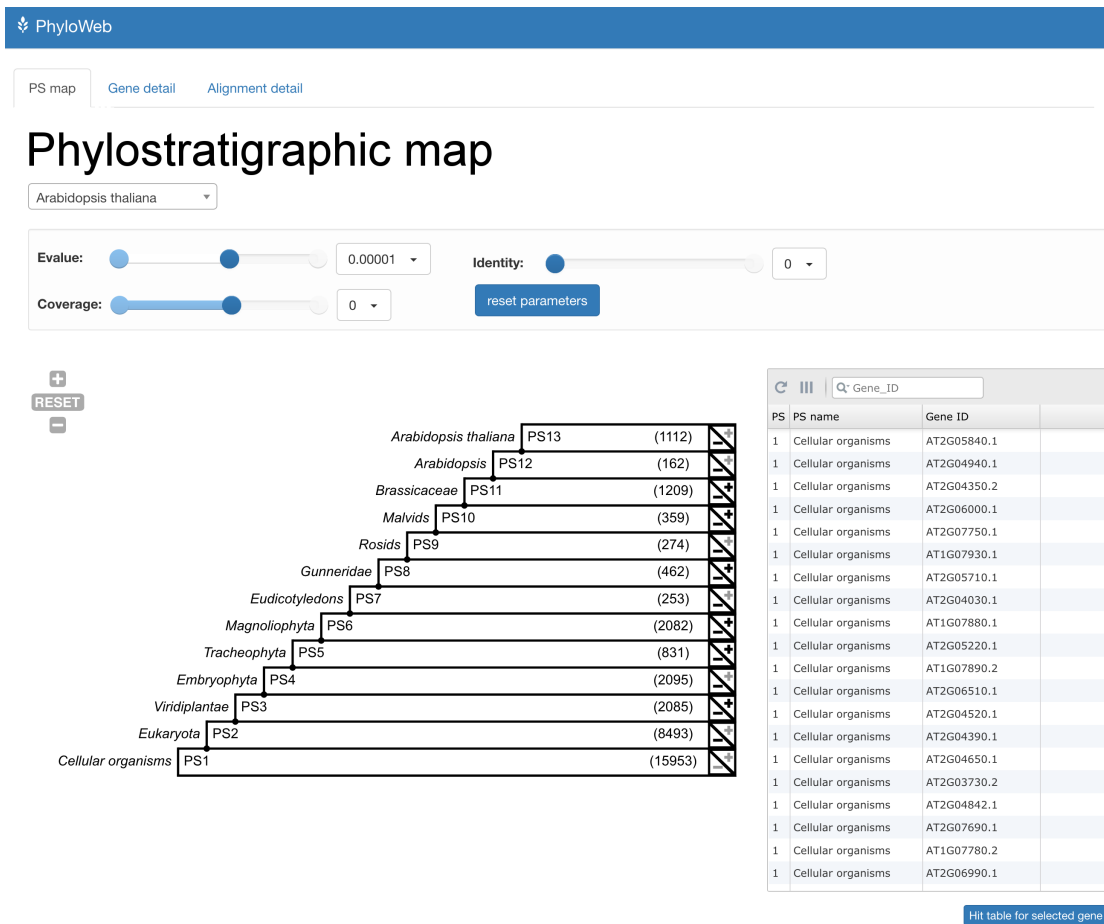 PhyloWeb
PS map Gene detail Alignment detail
Phylostratigraphic map
Arabidopsis thaliana
Evalue: 0.00001 Identity: 0
Coverage: 0 reset parameters
RESET
Arabidopsis thaliana PS13 (1112)
Arabidopsis PS12 (162)
Brassicaceae PS11 (1209)
Malvids PS10 (359)
Rosids PS9 (274)
Gunneridae PS8 (462)
Eudicotyledons PS7 (253)
Magnoliophyta PS6 (2082)
Tracheophyta PS5 (831)
Embryophyta PS4 (2095)
Viridiplantae PS3 (2085)
Eukaryota PS2 (8493)
Cellular organisms PS1 (15953)
Gene_ID
PS PS name Gene ID
1 Cellular organisms AT2G05840.1
1 Cellular organisms AT2G04940.1
1 Cellular organisms AT2G04350.2
1 Cellular organisms AT2G06000.1
1 Cellular organisms AT2G07750.1
1 Cellular organisms AT1G07930.1
1 Cellular organisms AT2G05710.1
1 Cellular organisms AT2G04030.1
1 Cellular organisms AT1G07880.1
1 Cellular organisms AT2G05220.1
1 Cellular organisms AT1G07890.2
1 Cellular organisms AT2G06510.1
1 Cellular organisms AT2G04520.1
1 Cellular organisms AT2G04390.1
1 Cellular organisms AT2G04650.1
1 Cellular organisms AT2G03730.2
1 Cellular organisms AT2G04842.1
1 Cellular organisms AT2G07690.1
1 Cellular organisms AT1G07780.2
1 Cellular organisms AT2G06990.1
Hit table for selected gene